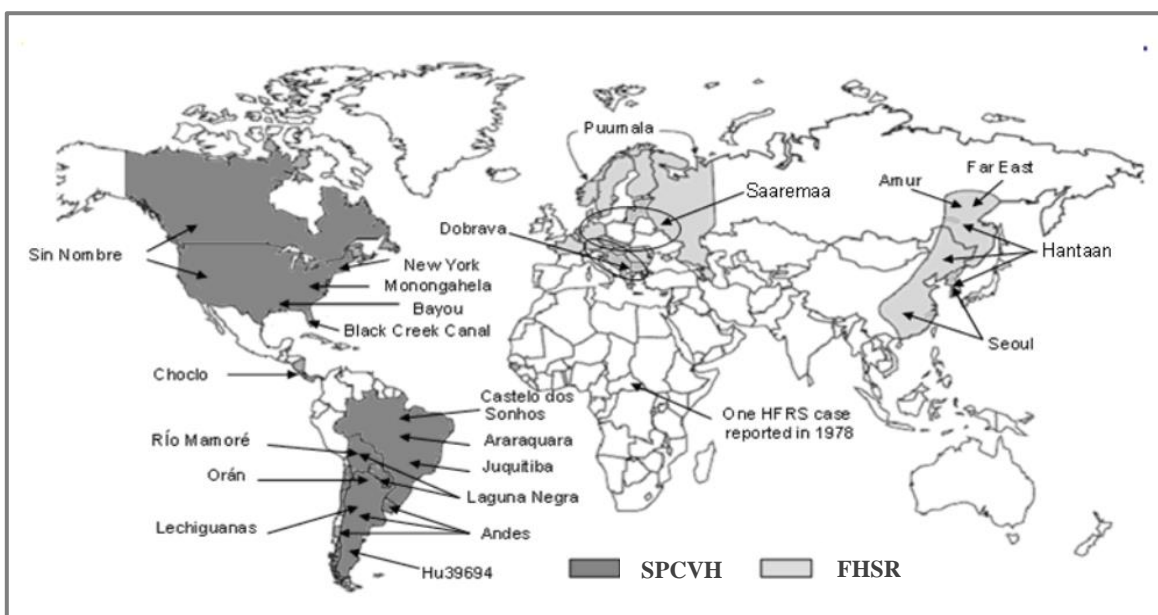 Puumala
Far East
Amur
Saaremaa
Dobrava
Hantaan
Sin Nombre
New York
Monongahela
Bayou
Black Creek Canal
Seoul
Choclo
Castelo dos
Sonhos
One HFRS case
reported in 1978
Río Mamoré
Araraquara
Juquitiba
Orán
Laguna Negra
Lechiguanas
Andes
Hu39694
SPCVH
FHSR